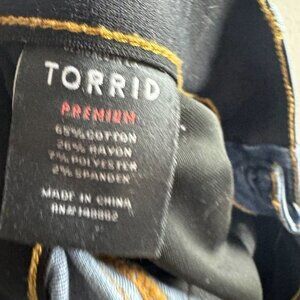 TORRID
PREMIUM
65% COTTON
26% RAYON
7% POLYESTER
2% SPANDEX
MADE IN CHINA